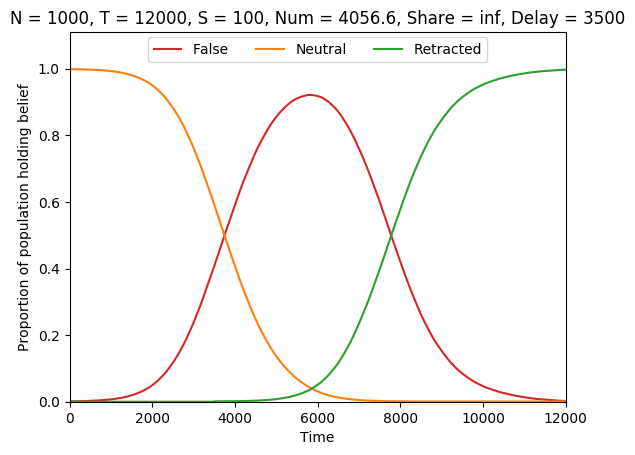 N = 1000, T = 12000, S = 100, Num = 4056.6, Share = inf, Delay = 3500
False Neutral Retracted
1.0
0.8
0.6
0.4
0.2
0.0
Proportion of population holding belief
0 2000 4000 6000 8000 10000 12000
Time